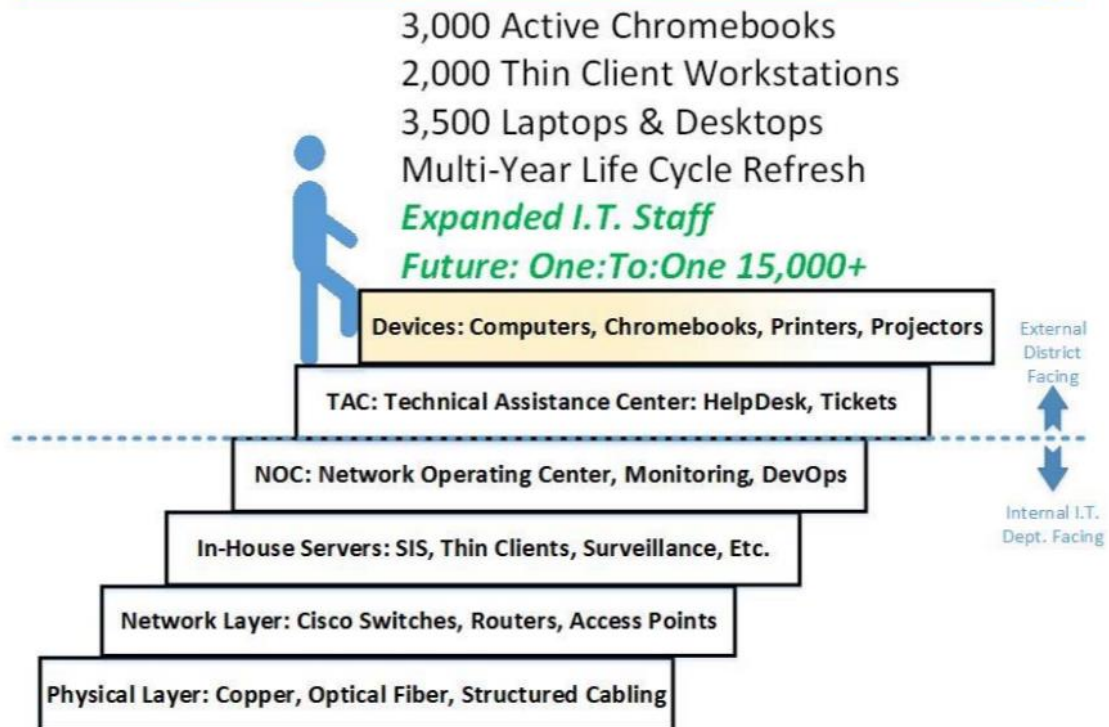 3,000 Active Chromebooks
2,000 Thin Client Workstations
3,500 Laptops & Desktops
Multi-Year Life Cycle Refresh
Expanded I.T. Staff
Future: One:To:One 15,000+
Devices: Computers, Chromebooks, Printers, Projectors
External
District
Facing
TAC: Technical Assistance Center: HelpDesk, Tickets
NOC: Network Operating Center, Monitoring, DevOps
Internal I.T.
Dept. Facing
In-House Servers: SIS, Thin Clients, Surveillance, Etc.
Network Layer: Cisco Switches, Routers, Access Points
Physical Layer: Copper, Optical Fiber, Structured Cabling